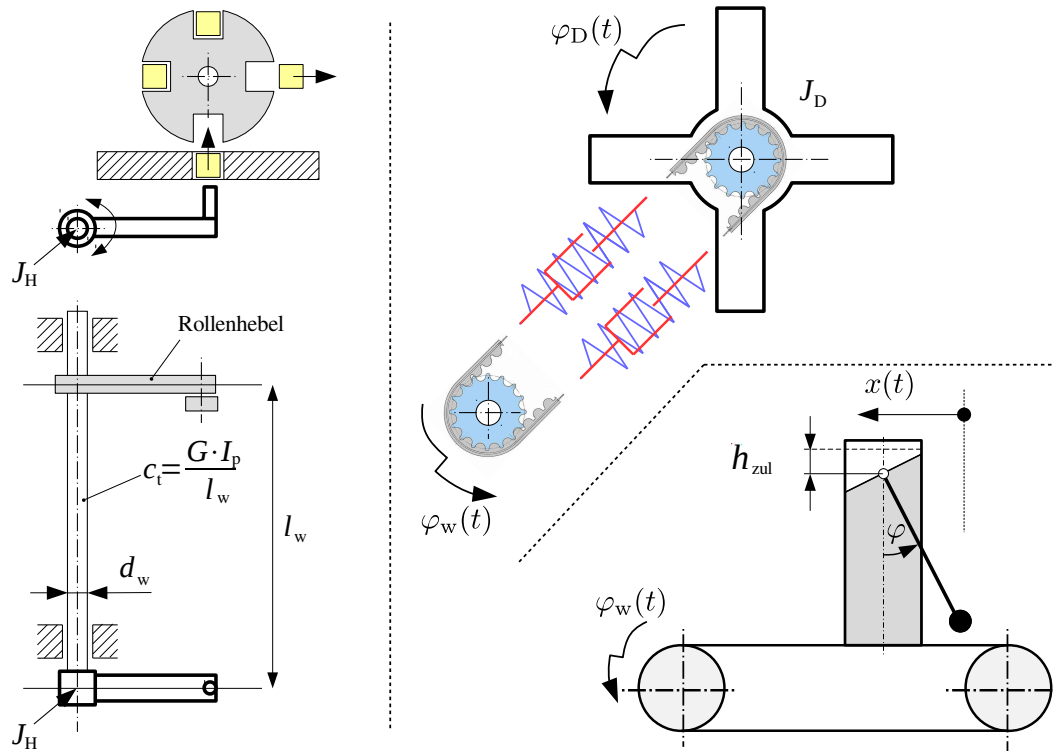 J_H
Rollenhebel
c_t = G · I_p / l_w
l_w
d_w
J_H
φ_D(t)
J_D
φ_w(t)
x(t)
h_zul
φ
φ_w(t)